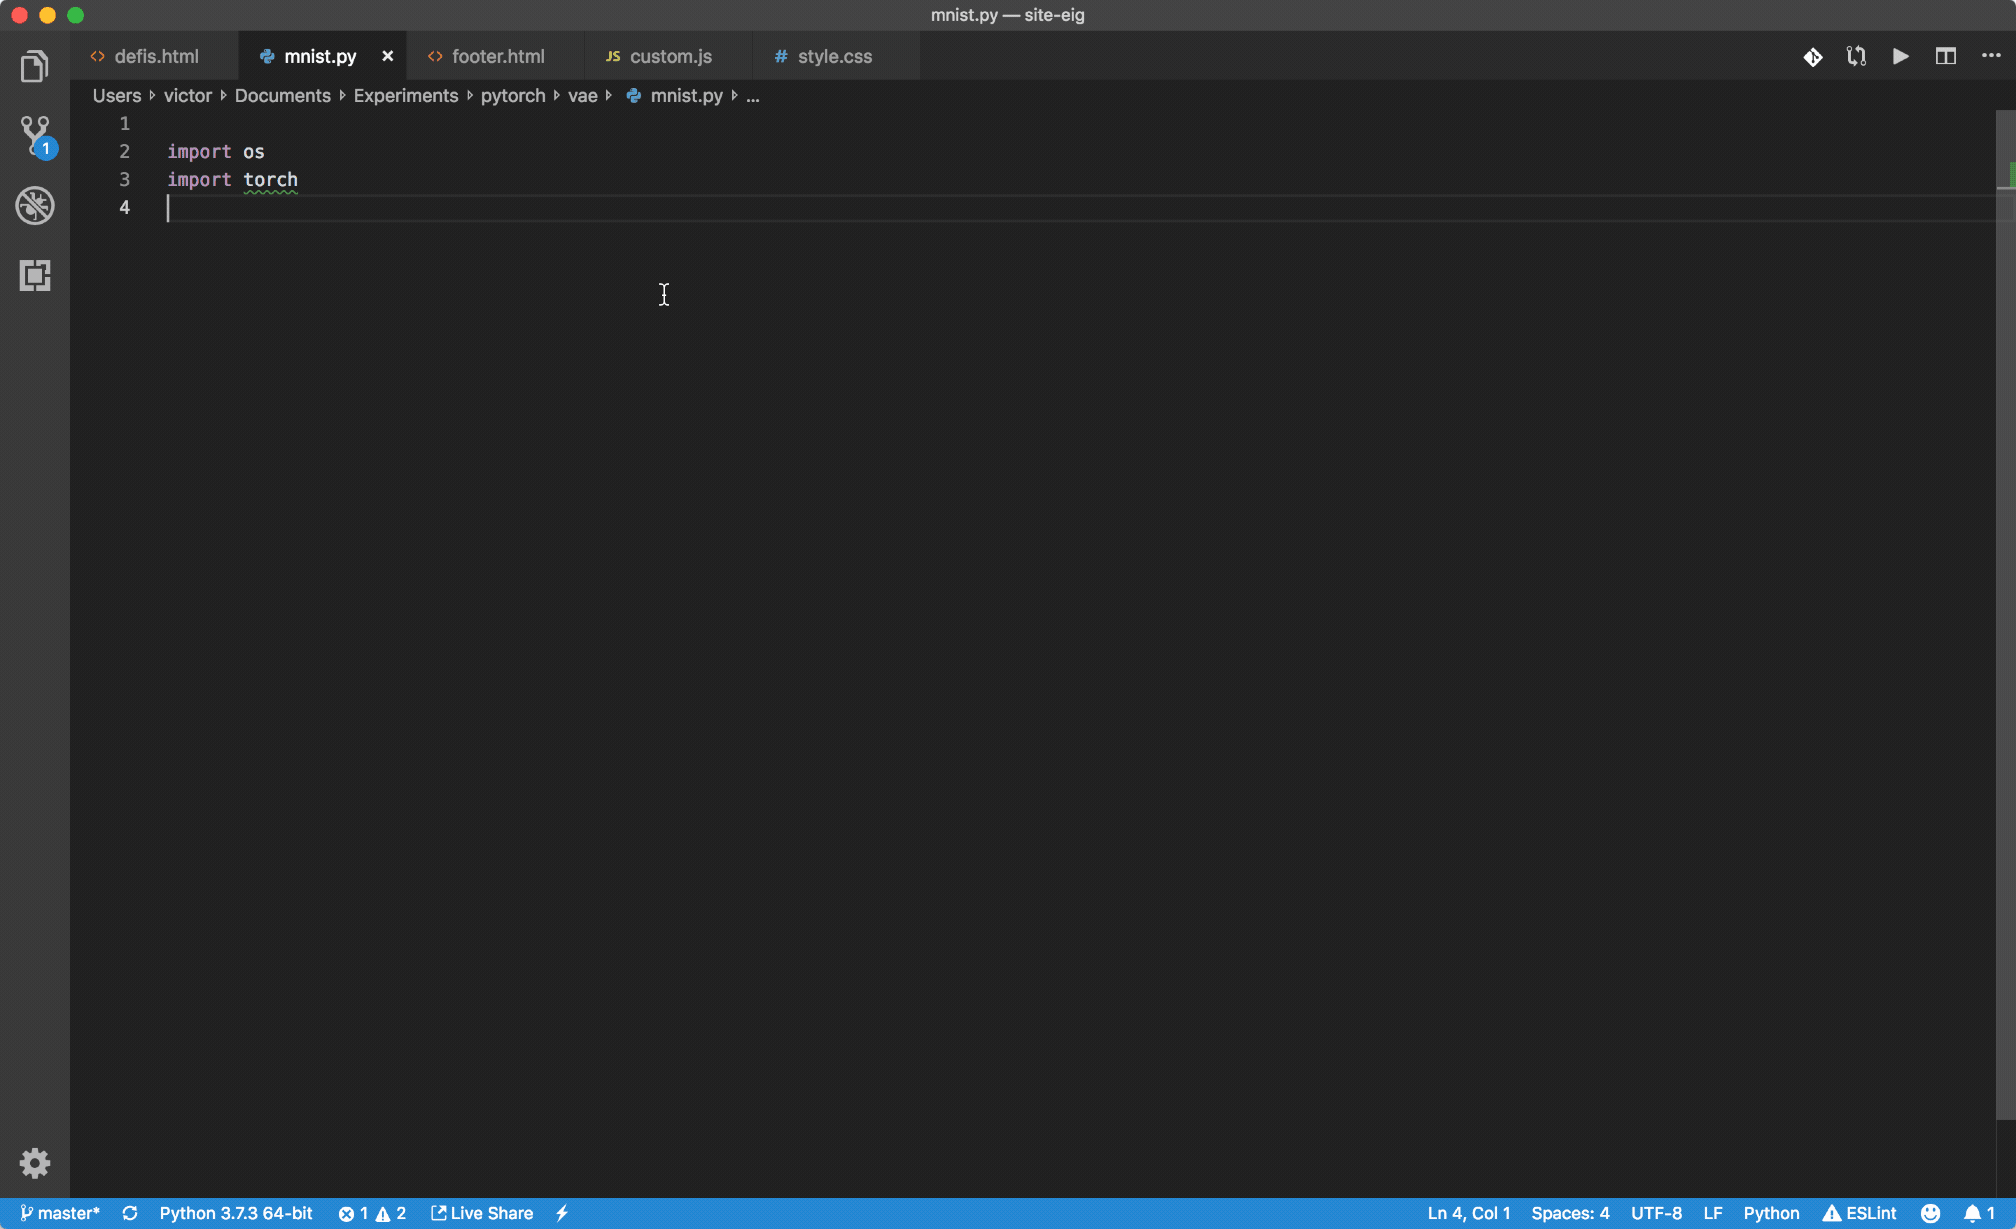 mnist.py — site-eig
<> defis.html mnist.py × <> footer.html JS custom.js # style.css
Users victor Documents Experiments pytorch vae mnist.py ...
1
2 import os
3 import torch
4
1
master* Python 3.7.3 64-bit 1 2 Live Share Ln 4, Col 1 Spaces: 4 UTF-8 LF Python ESLint 1